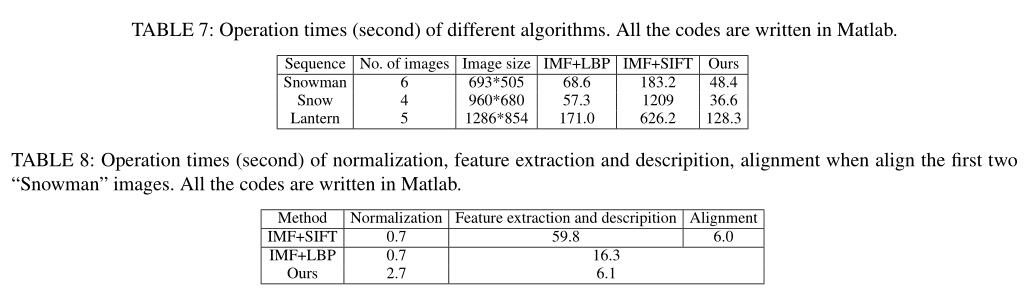 TABLE 7: Operation times (second) of different algorithms. All the codes are written in Matlab.
Sequence No. of images Image size IMF+LBP IMF+SIFT Ours
Snowman 6 693*505 68.6 183.2 48.4
Snow 4 960*680 57.3 1209 36.6
Lantern 5 1286*854 171.0 626.2 128.3
TABLE 8: Operation times (second) of normalization, feature extraction and descripition, alignment when align the first two
“Snowman” images. All the codes are written in Matlab.
Method Normalization Feature extraction and descripition Alignment
IMF+SIFT 0.7 59.8 6.0
IMF+LBP 0.7 16.3
Ours 2.7 6.1